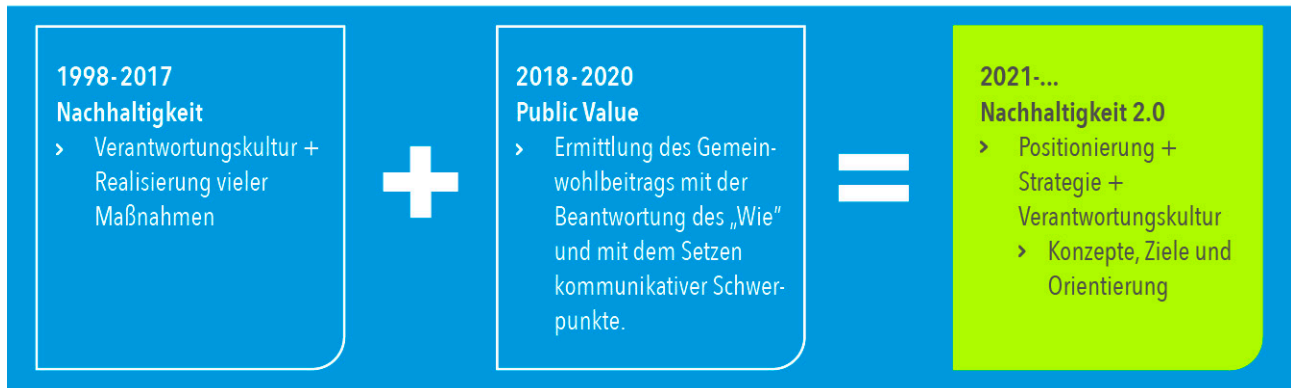 1998-2017
Nachhaltigkeit
› Verantwortungskultur +
Realisierung vieler
Maßnahmen
+
2018-2020
Public Value
› Ermittlung des Gemein-
wohlbeitrags mit der
Beantwortung des „Wie"
und mit dem Setzen
kommunikativer Schwer-
punkte.
=
2021-...
Nachhaltigkeit 2.0
› Positionierung +
Strategie +
Verantwortungskultur
› Konzepte, Ziele und
Orientierung